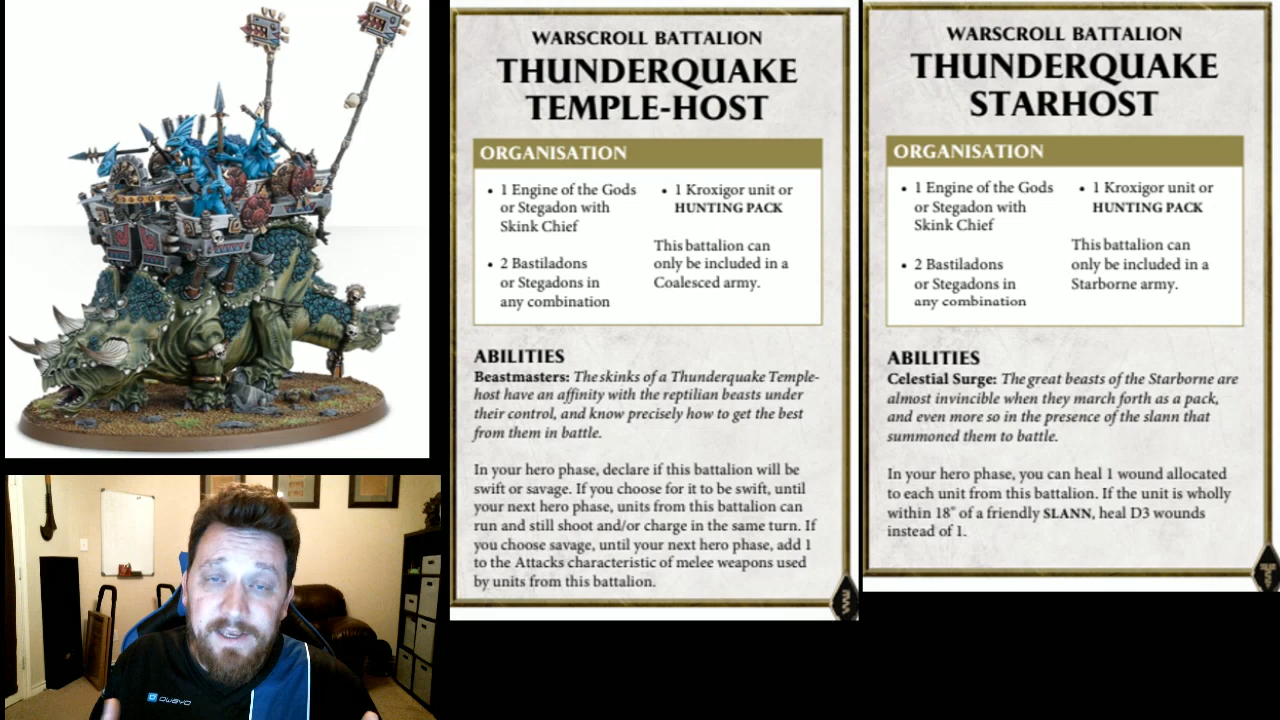 WARSCROLL BATTALION
THUNDERQUAKE
TEMPLE-HOST
ORGANISATION
• 1 Engine of the Gods
or Stegadon with
Skink Chief
• 2 Bastiladons
or Stegadons in
any combination
• 1 Kroxigor unit or
HUNTING PACK
This battalion can
only be included in a
Coalesced army.
ABILITIES
Beastmasters: The skinks of a Thunderquake Temple-
host have an affinity with the reptilian beasts under
their control, and know precisely how to get the best
from them in battle.
In your hero phase, declare if this battalion will be
swift or savage. If you choose for it to be swift, until
your next hero phase, units from this battalion can
run and still shoot and/or charge in the same turn. If
you choose savage, until your next hero phase, add 1
to the Attacks characteristic of melee weapons used
by units from this battalion.
WARSCROLL BATTALION
THUNDERQUAKE
STARHOST
ORGANISATION
• 1 Engine of the Gods
or Stegadon with
Skink Chief
• 2 Bastiladons
or Stegadons in
any combination
• 1 Kroxigor unit or
HUNTING PACK
This battalion can
only be included in a
Starborne army.
ABILITIES
Celestial Surge: The great beasts of the Starborne are
almost invincible when they march forth as a pack,
and even more so in the presence of the slann that
summoned them to battle.
In your hero phase, you can heal 1 wound allocated
to each unit from this battalion. If the unit is wholly
within 18" of a friendly SLANN, heal D3 wounds
instead of 1.
OWAYO